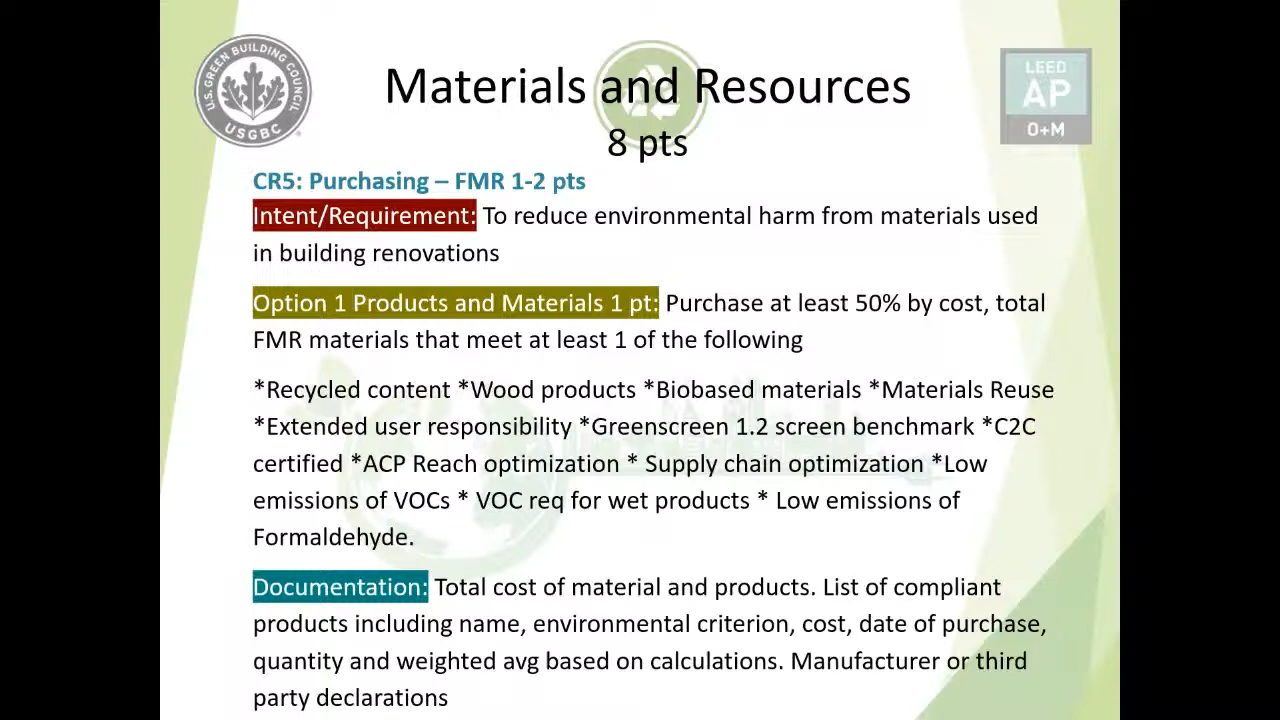 U.S. GREEN BUILDING COUNCIL
USGBC
LEED
AP
O+M
Materials and Resources
8 pts
CR5: Purchasing – FMR 1-2 pts
Intent/Requirement: To reduce environmental harm from materials used
in building renovations
Option 1 Products and Materials 1 pt: Purchase at least 50% by cost, total
FMR materials that meet at least 1 of the following
*Recycled content *Wood products *Biobased materials *Materials Reuse
*Extended user responsibility *Greenscreen 1.2 screen benchmark *C2C
certified *ACP Reach optimization * Supply chain optimization *Low
emissions of VOCs * VOC req for wet products * Low emissions of
Formaldehyde.
Documentation: Total cost of material and products. List of compliant
products including name, environmental criterion, cost, date of purchase,
quantity and weighted avg based on calculations. Manufacturer or third
party declarations